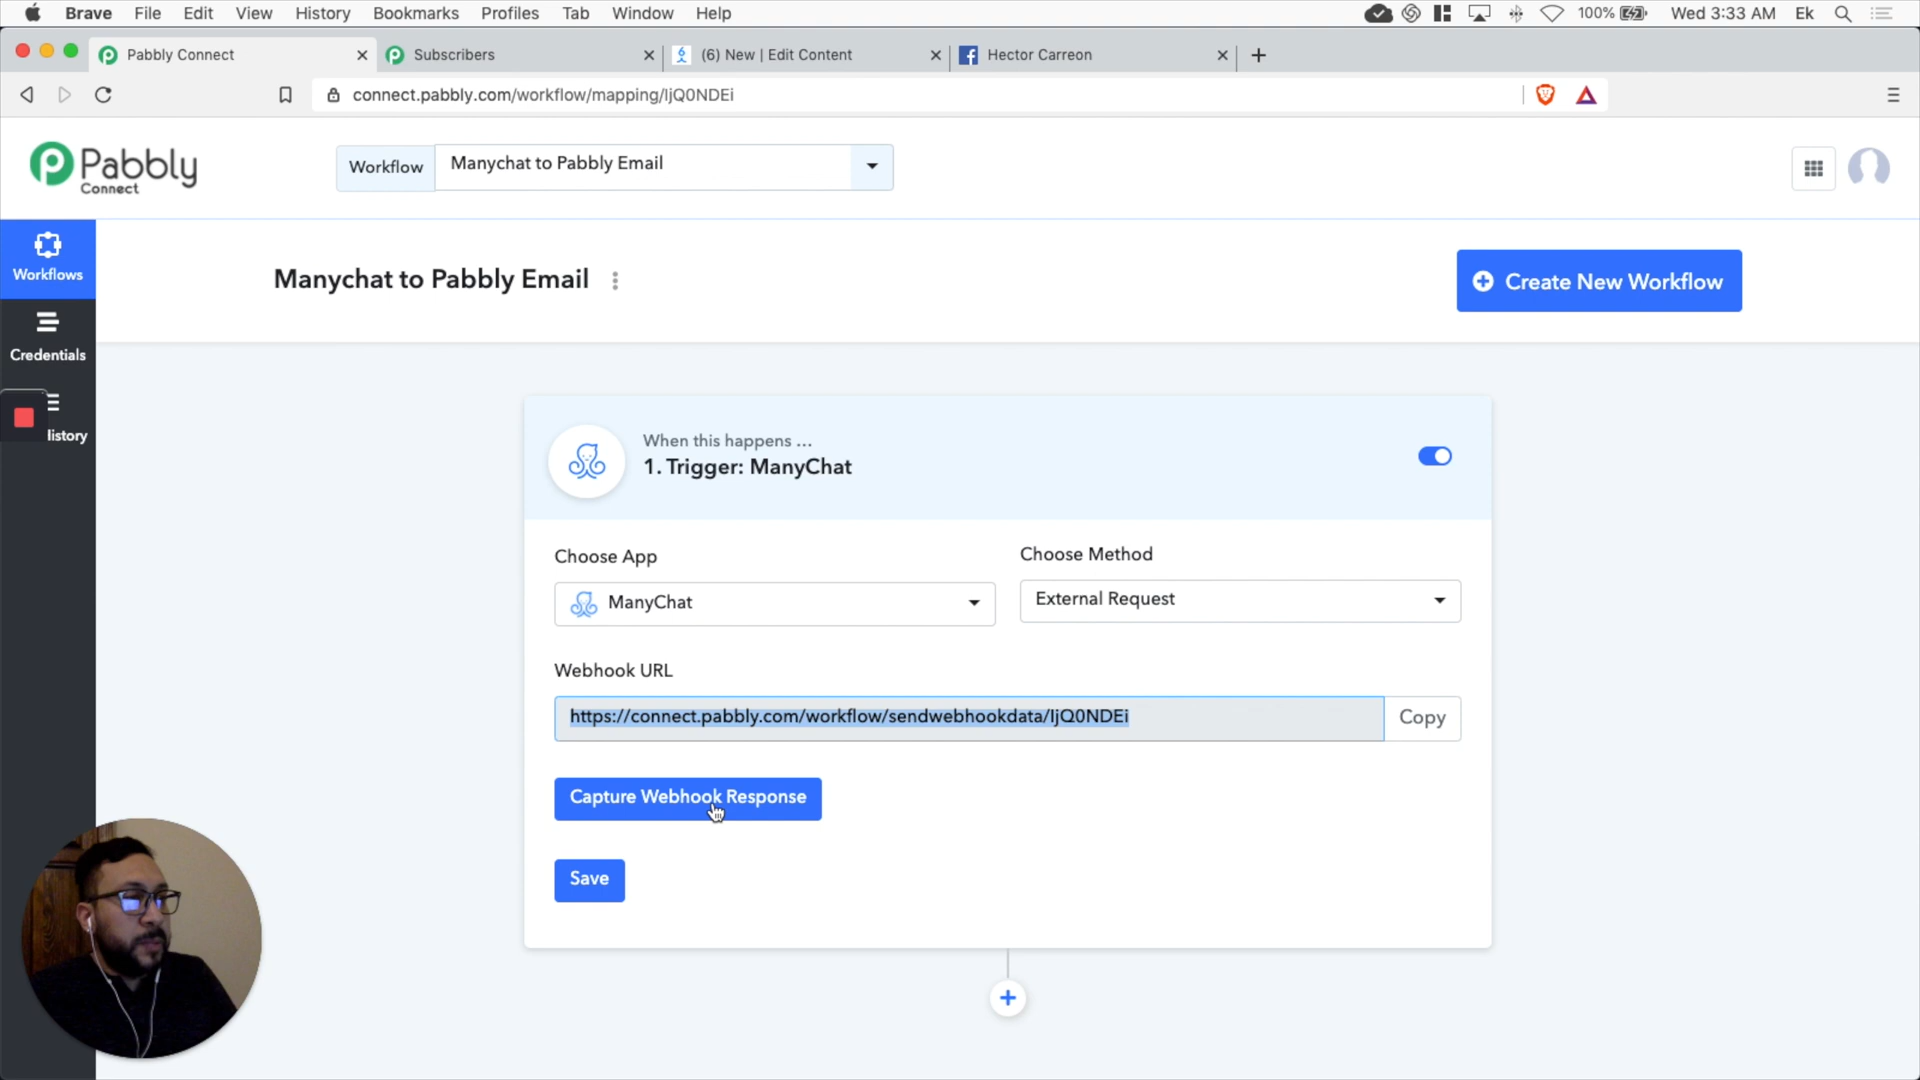 Brave File Edit View History Bookmarks Profiles Tab Window Help 100% Wed 3:33 AM Ek
Pabbly Connect Subscribers (6) New | Edit Content Hector Carreon
connect.pabbly.com/workflow/mapping/IjQ0NDEi
Pabbly
Connect
Workflow Manychat to Pabbly Email
Workflows
Manychat to Pabbly Email
Create New Workflow
Credentials
listory
When this happens ...
1. Trigger: ManyChat
Choose App
Choose Method
ManyChat
External Request
Webhook URL
https://connect.pabbly.com/workflow/sendwebhookdata/IjQ0NDEi
Copy
Capture Webhook Response
Save